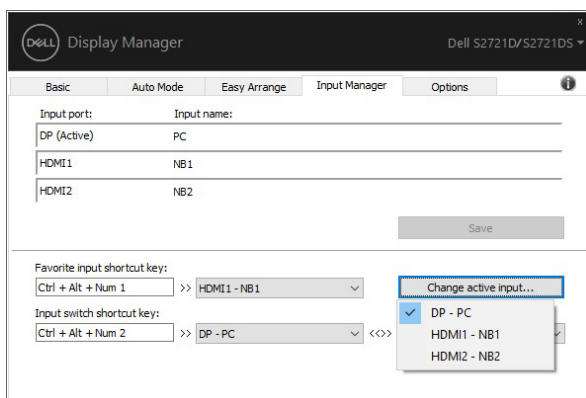 x
DELL Display Manager Dell S2721D/S2721DS
Basic Auto Mode Easy Arrange Input Manager Options
Input port: Input name:
DP (Active) PC
HDMI1 NB1
HDMI2 NB2
Save
Favorite input shortcut key:
Ctrl + Alt + Num 1 >> HDMI1 - NB1 Change active input...
DP - PC
Input switch shortcut key:
HDMI1 - NB1
Ctrl + Alt + Num 2 >> DP - PC <<>>
HDMI2 - NB2